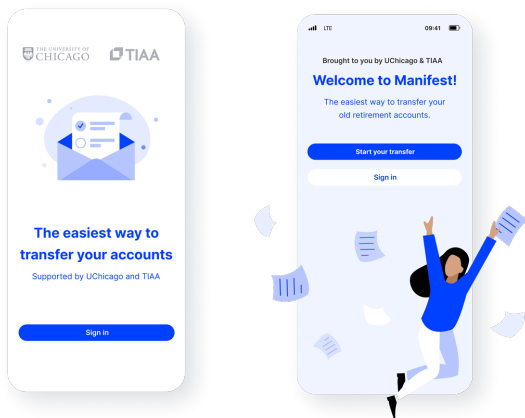 THE UNIVERSITY OF
CHICAGO
TIAA
The easiest way to
transfer your accounts
Supported by UChicago and TIAA
Sign in
LTE
09:41
Brought to you by UChicago & TIAA
Welcome to Manifest!
The easiest way to transfer your
old retirement accounts.
Start your transfer
Sign in